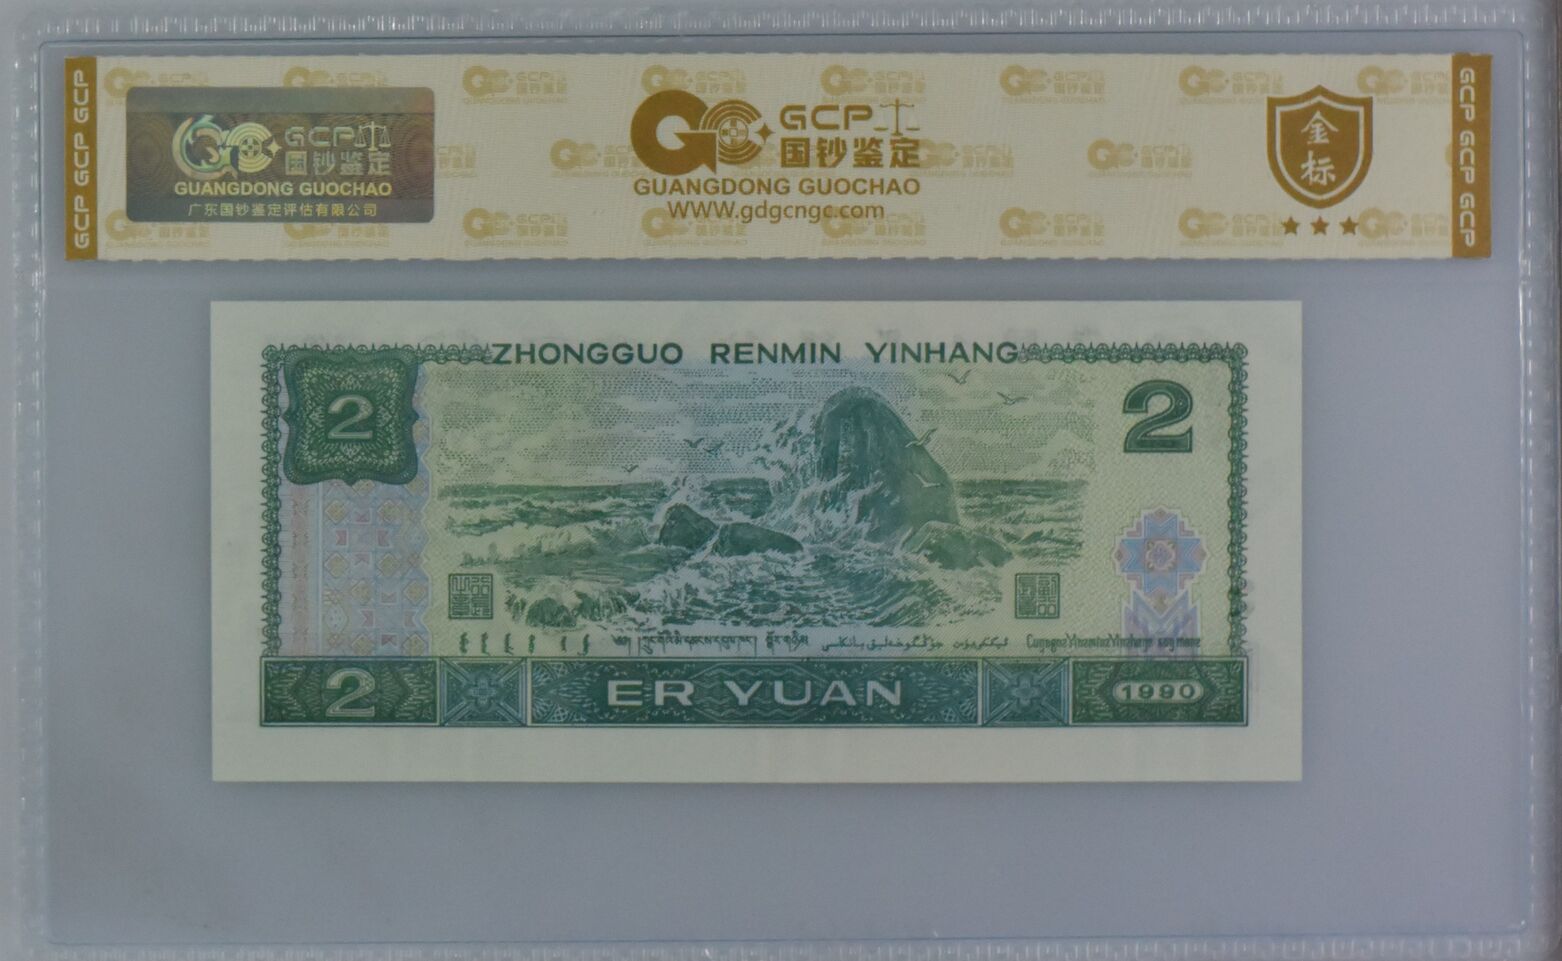 GCP GCP GCP
GCP
国钞鉴定
GUANGDONG GUOCHAO
广东国钞鉴定评估有限公司
GCP
国钞鉴定
GUANGDONG GUOCHAO
www.gdgcngc.com
金标
GCP GCP GCP
ZHONGGUO RENMIN YINHANG
2
2
2
ER YUAN
1990